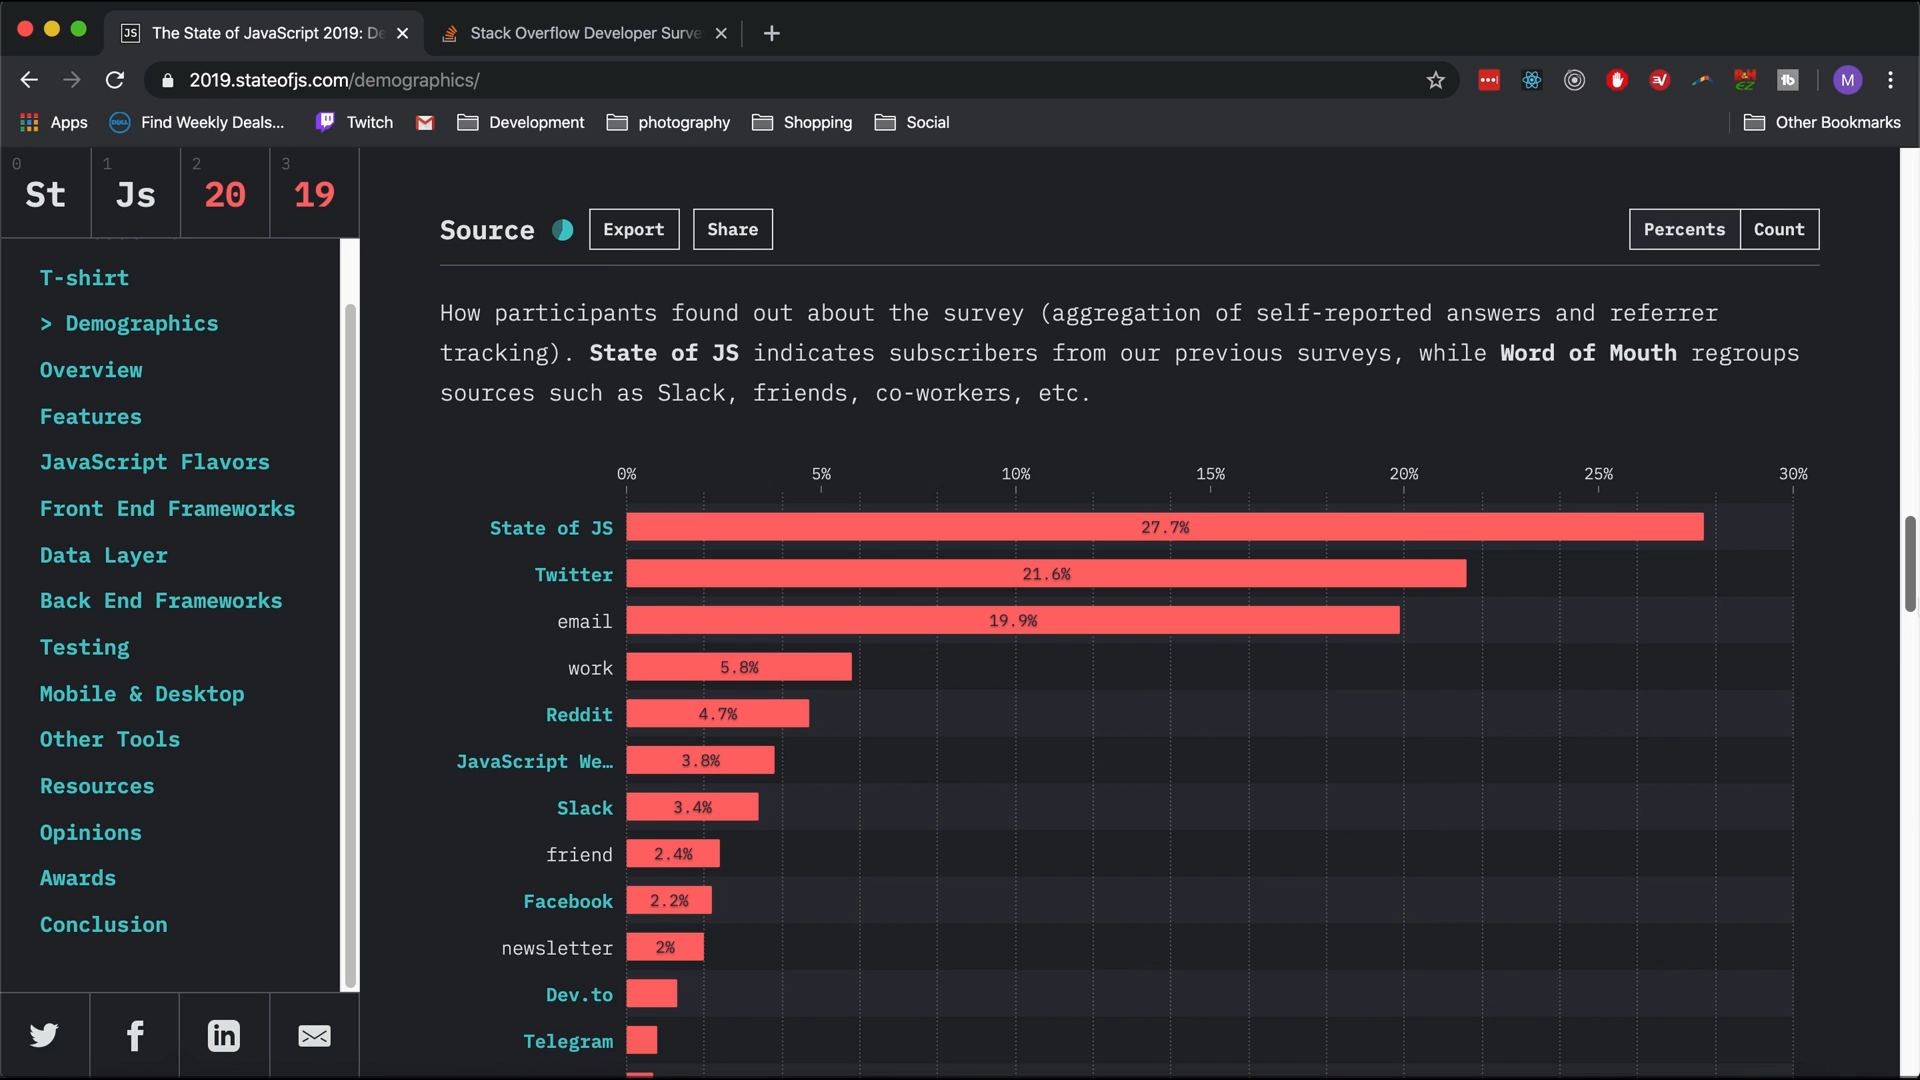 The State of JavaScript 2019: De
Stack Overflow Developer Surve
2019.stateofjs.com/demographics/
M
Apps
DELL
Find Weekly Deals...
Twitch
Development
photography
Shopping
Social
Other Bookmarks
0 St
1 Js
2 20
3 19
T-shirt
> Demographics
Overview
Features
JavaScript Flavors
Front End Frameworks
Data Layer
Back End Frameworks
Testing
Mobile & Desktop
Other Tools
Resources
Opinions
Awards
Conclusion
Source Export Share Percents Count
How participants found out about the survey (aggregation of self-reported answers and referrer
tracking). State of JS indicates subscribers from our previous surveys, while Word of Mouth regroups
sources such as Slack, friends, co-workers, etc.
0% 5% 10% 15% 20% 25% 30%
State of JS 27.7%
Twitter 21.6%
email 19.9%
work 5.8%
Reddit 4.7%
JavaScript We… 3.8%
Slack 3.4%
friend 2.4%
Facebook 2.2%
newsletter 2%
Dev.to
Telegram